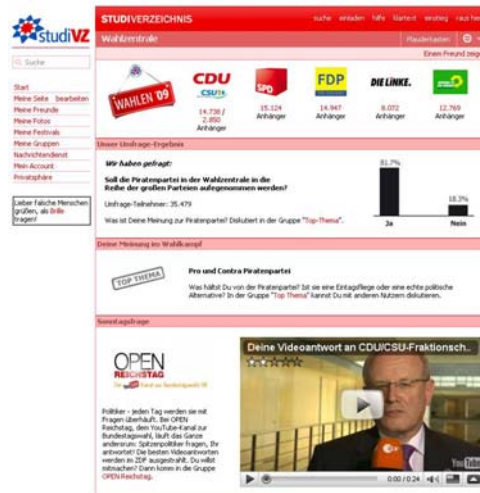 studiVZ
STUDIVERZEICHNIS
suche einladen hilfe klartext einstieg raus hier
Wahlzentrale
Plauderkasten
Einem Freund zeigen
Suche
Start
Meine Seite bearbeiten
Meine Freunde
Meine Fotos
Meine Festivals
Meine Gruppen
Nachrichtendienst
Mein Account
Privatsphäre
Lieber falsche Menschen
grüßen, als Brille
tragen!
WAHLEN '09
CDU
CSU
14.738 /
2.850
Anhänger
SPD
15.124
Anhänger
FDP
14.947
Anhänger
DIE LINKE.
8.072
Anhänger
12.769
Anhänger
Unser Umfrage-Ergebnis
Wir haben gefragt:
Soll die Piratenpartei in der Wahlzentrale in die
Reihe der großen Parteien aufegenommen werden?
Umfrage-Teilnehmer: 35.479
Was ist Deine Meinung zur Piratenpartei? Diskutiert in der Gruppe "Top-Thema".
81.7%
18.3%
Ja
Nein
Deine Meinung im Wahlkampf
TOP THEMA
Pro und Contra Piratenpartei
Was hältst Du von der Piratenpartei? Ist sie eine Eintagsfliege oder eine echte politische
Alternative? In der Gruppe "Top Thema" kannst Du mit anderen Nutzern diskutieren.
Sonntagsfrage
OPEN
REICHSTAG
Politiker - jeden Tag werden sie mit
Fragen überhäuft. Bei OPEN
Reichstag, dem YouTube-Kanal zur
Bundestagswahl, läuft das Ganze
andersrum: Spitzenpolitiker fragen, Ihr
antwortet! Die besten Videoantworten
werden im ZDF ausgestrahlt. Du willst
mitmachen? Dann komm in die Gruppe
OPEN Reichstag.
Deine Videoantwort an CDU/CSU-Fraktionsch..
YouTube
0:00 / 0:24